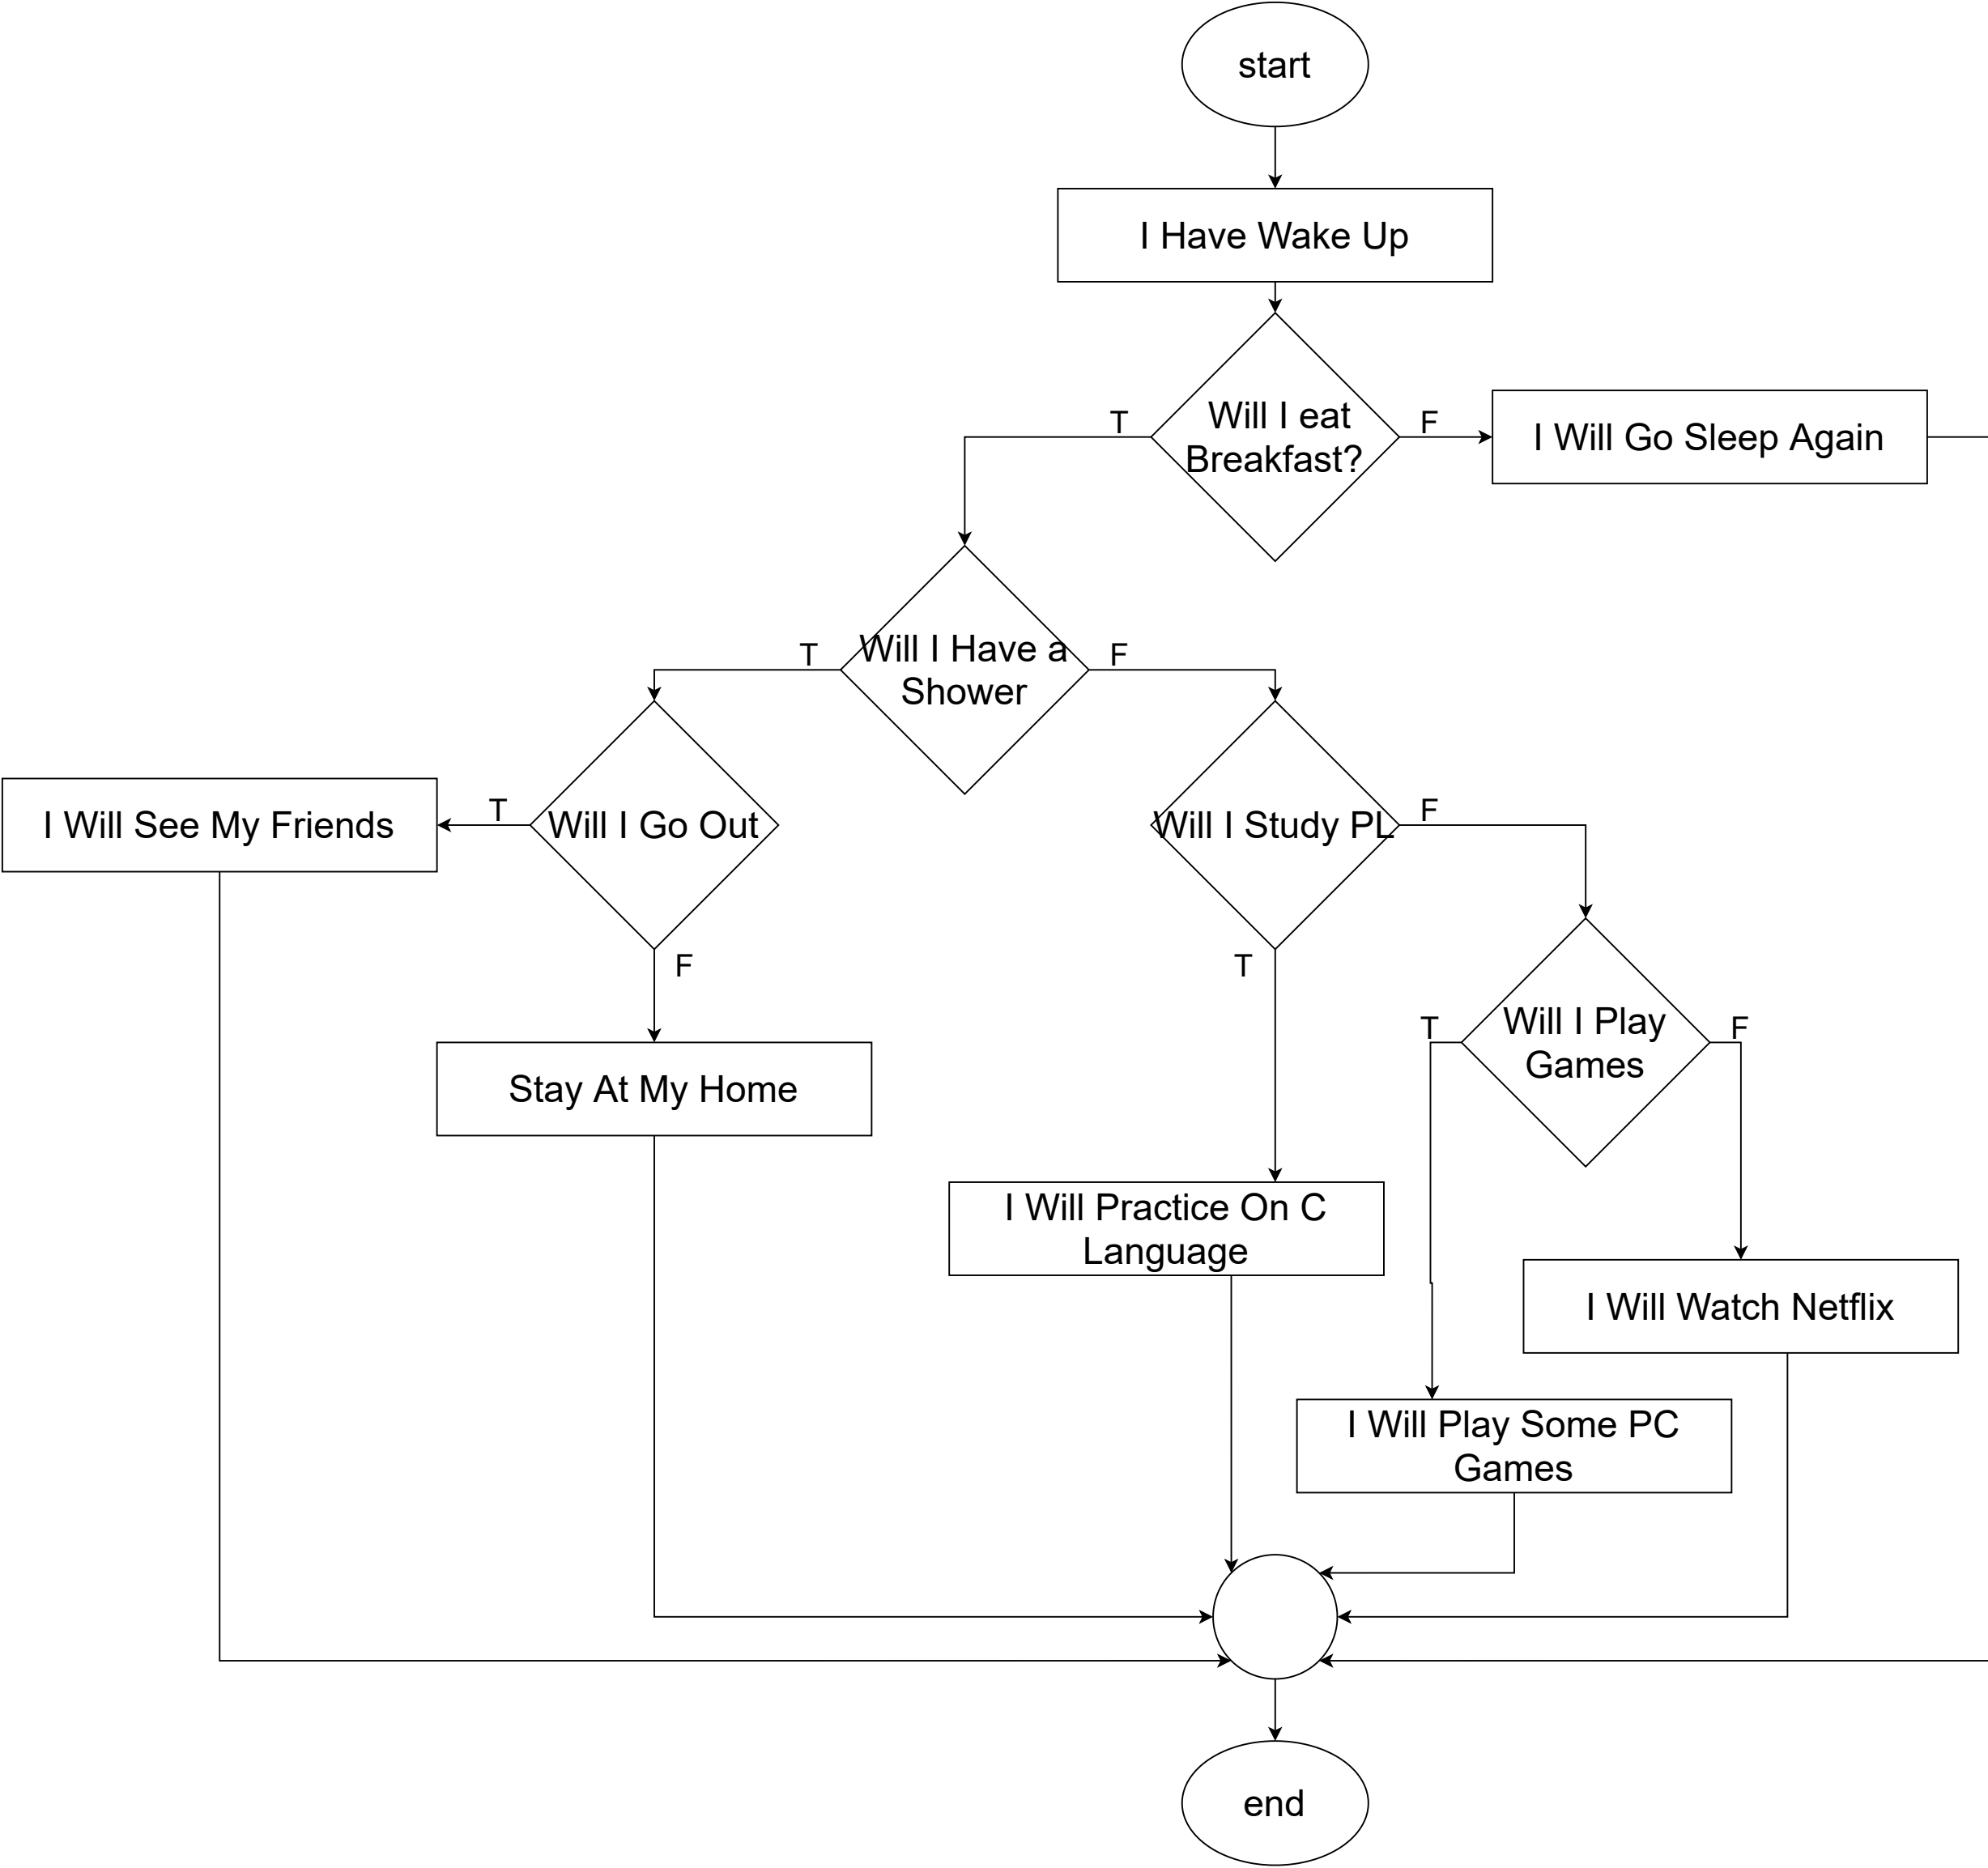 start
I Have Wake Up
Will I eat
Breakfast?
T
F
I Will Go Sleep Again
Will I Have a
Shower
T
F
Will I Go Out
T
F
I Will See My Friends
Will I Study PL
F
T
Stay At My Home
Will I Play
Games
T
F
I Will Practice On C
Language
I Will Watch Netflix
I Will Play Some PC
Games
end